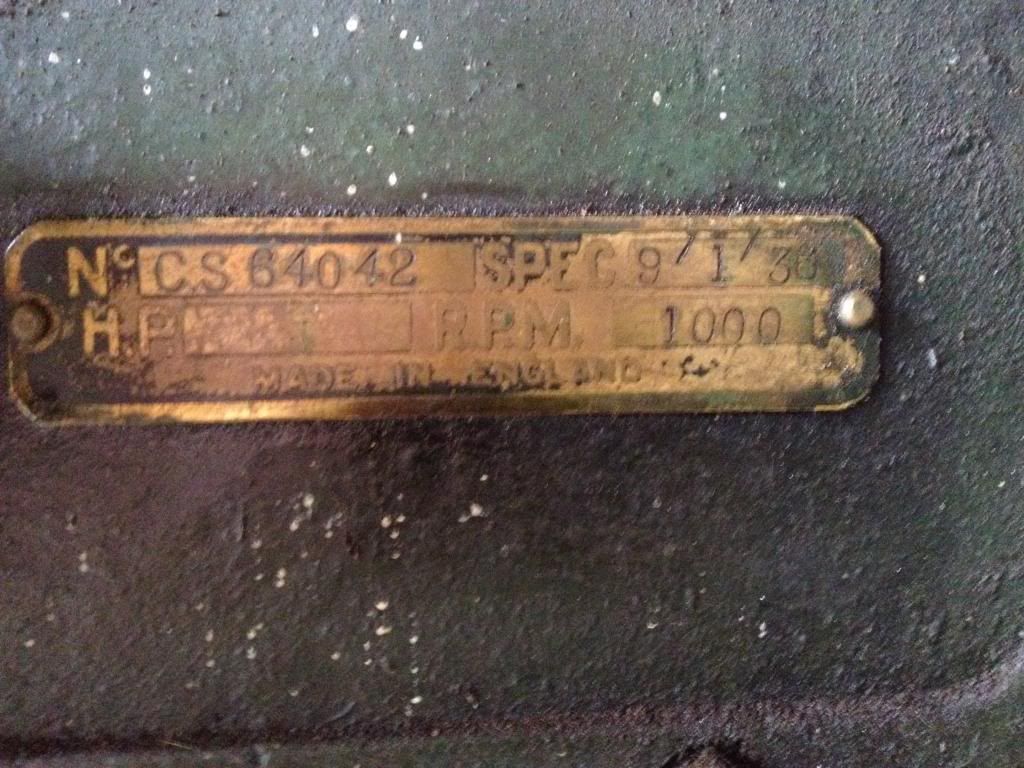 No CS 64042 SPEC 9/1/36
H.P. R.P.M. 1000
MADE IN ENGLAND